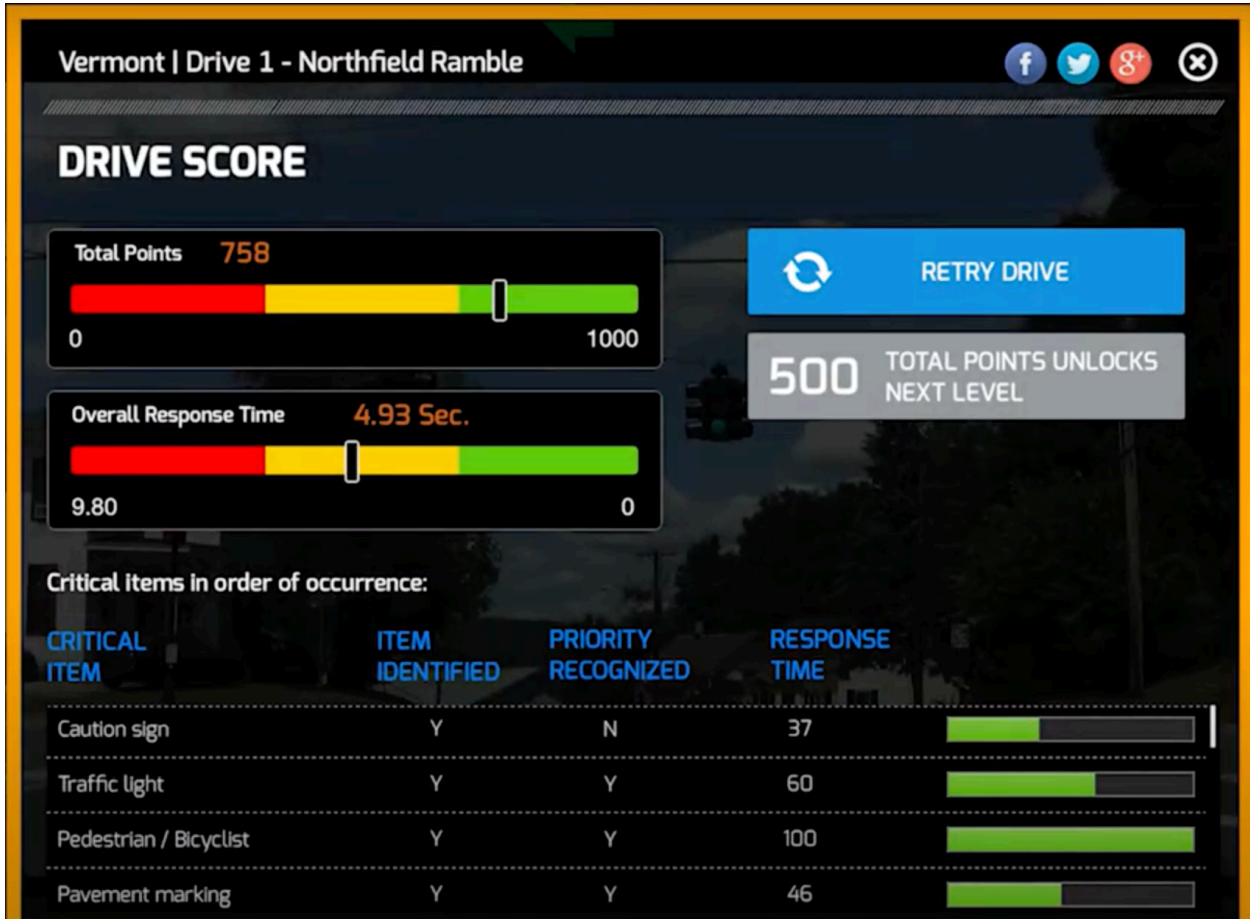 Vermont | Drive 1 - Northfield Ramble
f
g+
DRIVE SCORE
Total Points 758
0 1000
RETRY DRIVE
500 TOTAL POINTS UNLOCKS
NEXT LEVEL
Overall Response Time 4.93 Sec.
9.80 0
Critical items in order of occurrence:
CRITICAL ITEM PRIORITY RESPONSE
ITEM IDENTIFIED RECOGNIZED TIME
Caution sign Y N 37
Traffic light Y Y 60
Pedestrian / Bicyclist Y Y 100
Pavement marking Y Y 46